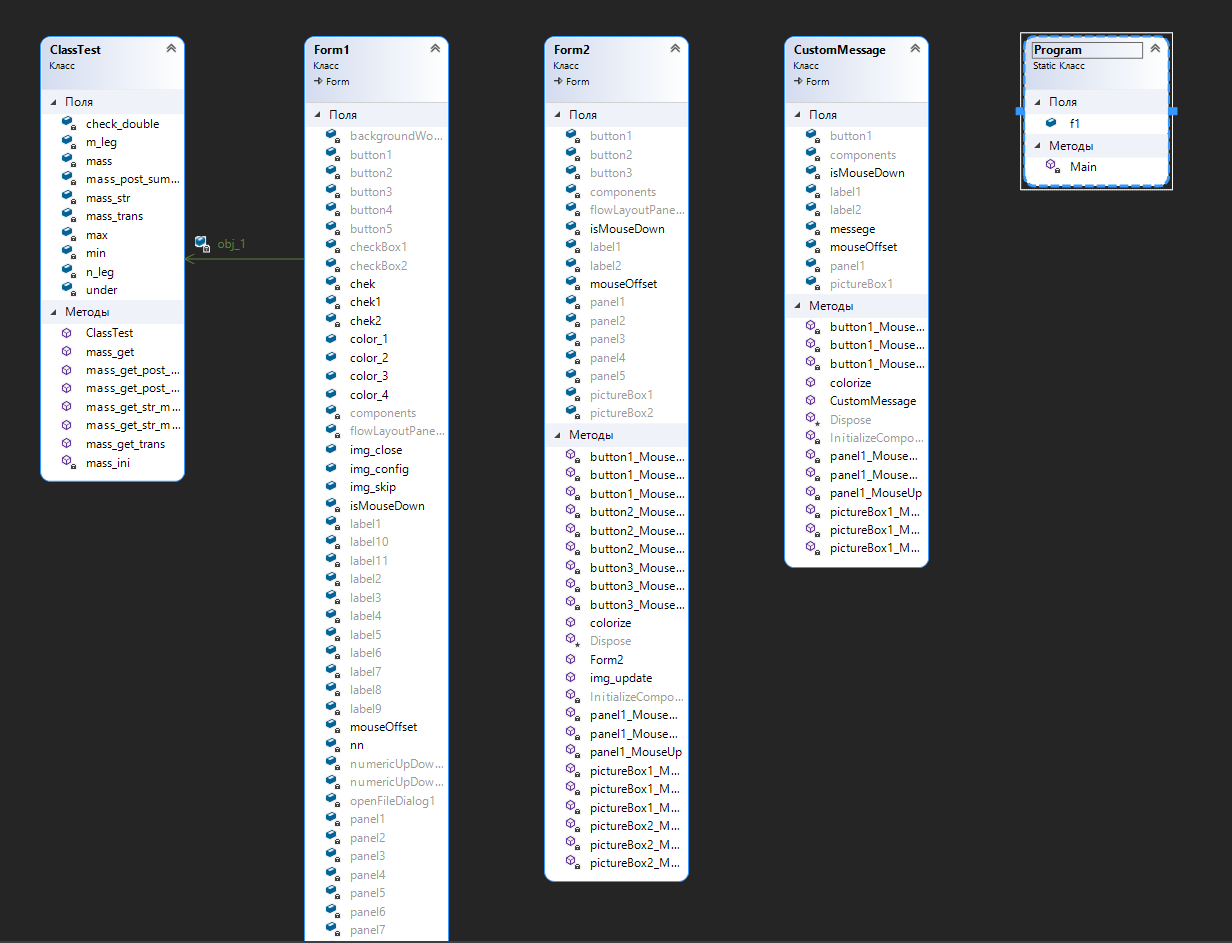 ClassTest
Класс
Поля
check_double
m_leg
mass
mass_post_sum...
mass_str
mass_trans
max
min
n_leg
under
Методы
ClassTest
mass_get
mass_get_post_...
mass_get_post_...
mass_get_str_m...
mass_get_str_m...
mass_get_trans
mass_ini
obj_1
Form1
Класс
Form
Поля
backgroundWo...
button1
button2
button3
button4
button5
checkBox1
checkBox2
chek
chek1
chek2
color_1
color_2
color_3
color_4
components
flowLayoutPane...
img_close
img_config
img_skip
isMouseDown
label1
label10
label11
label2
label3
label4
label5
label6
label7
label8
label9
mouseOffset
nn
numericUpDow...
numericUpDow...
openFileDialog1
panel1
panel2
panel3
panel4
panel5
panel6
panel7
Form2
Класс
Form
Поля
button1
button2
button3
components
flowLayoutPane...
isMouseDown
label1
label2
mouseOffset
panel1
panel2
panel3
panel4
panel5
pictureBox1
pictureBox2
Методы
button1_Mouse...
button1_Mouse...
button1_Mouse...
button2_Mouse...
button2_Mouse...
button2_Mouse...
button3_Mouse...
button3_Mouse...
button3_Mouse...
colorize
Dispose
Form2
img_update
InitializeCompo...
panel1_Mouse...
panel1_Mouse...
panel1_MouseUp
pictureBox1_M...
pictureBox1_M...
pictureBox1_M...
pictureBox2_M...
pictureBox2_M...
pictureBox2_M...
CustomMessage
Класс
Form
Поля
button1
components
isMouseDown
label1
label2
messege
mouseOffset
panel1
pictureBox1
Методы
button1_Mouse...
button1_Mouse...
button1_Mouse...
colorize
CustomMessage
Dispose
InitializeCompo...
panel1_Mouse...
panel1_Mouse...
panel1_MouseUp
pictureBox1_M...
pictureBox1_M...
pictureBox1_M...
Program
Static Класс
Поля
f1
Методы
Main